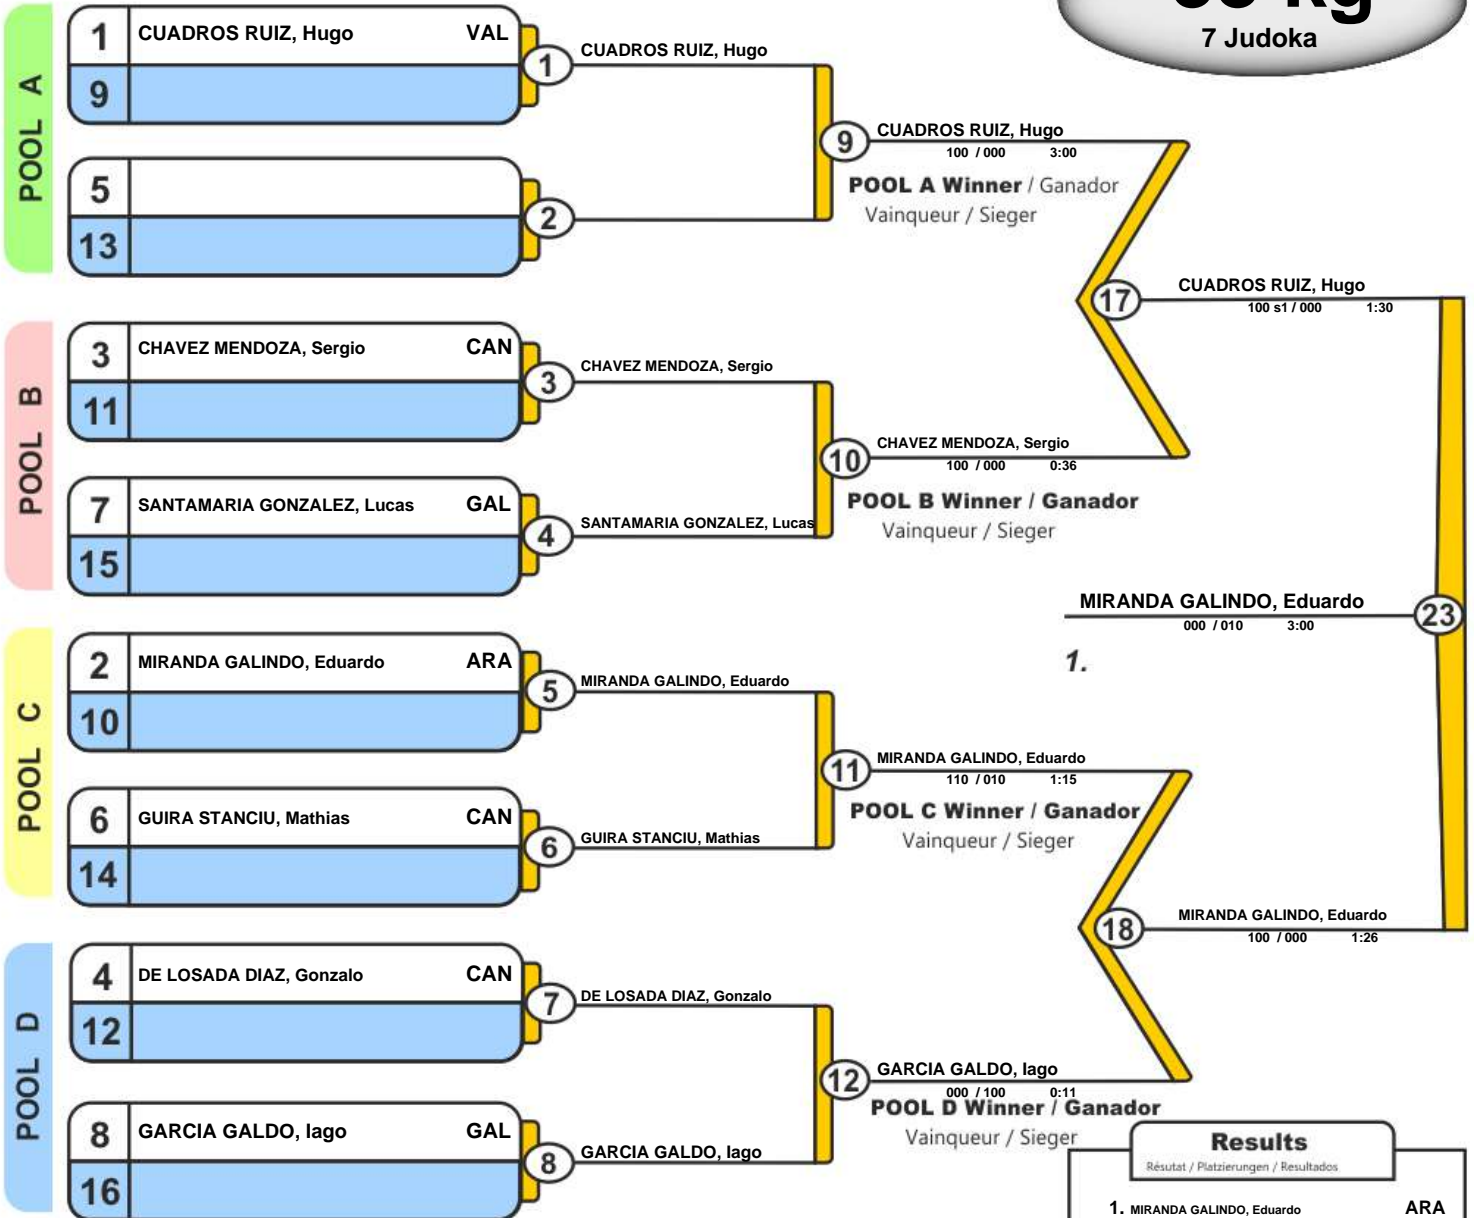 7 Judoka
POOL A
1 CUADROS RUIZ, Hugo VAL
9
1
CUADROS RUIZ, Hugo
5
13
2
9
CUADROS RUIZ, Hugo
100 / 000 3:00
POOL A Winner / Ganador
Vainqueur / Sieger
POOL B
3 CHAVEZ MENDOZA, Sergio CAN
11
3
CHAVEZ MENDOZA, Sergio
7 SANTAMARIA GONZALEZ, Lucas GAL
15
4
SANTAMARIA GONZALEZ, Lucas
10
CHAVEZ MENDOZA, Sergio
100 / 000 0:36
POOL B Winner / Ganador
Vainqueur / Sieger
17
CUADROS RUIZ, Hugo
100 s1 / 000 1:30
MIRANDA GALINDO, Eduardo
000 / 010 3:00
23
1.
POOL C
2 MIRANDA GALINDO, Eduardo ARA
10
5
MIRANDA GALINDO, Eduardo
6 GUIRA STANCIU, Mathias CAN
14
6
GUIRA STANCIU, Mathias
11
MIRANDA GALINDO, Eduardo
110 / 010 1:15
POOL C Winner / Ganador
Vainqueur / Sieger
18
MIRANDA GALINDO, Eduardo
100 / 000 1:26
POOL D
4 DE LOSADA DIAZ, Gonzalo CAN
12
7
DE LOSADA DIAZ, Gonzalo
8 GARCIA GALDO, Iago GAL
16
8
GARCIA GALDO, Iago
12
GARCIA GALDO, Iago
000 / 100 0:11
POOL D Winner / Ganador
Vainqueur / Sieger
Results
Résutat / Platzierungen / Resultados
1. MIRANDA GALINDO, Eduardo ARA